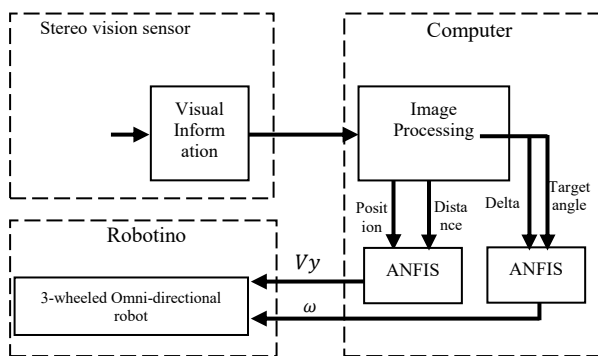 Stereo vision sensor
Visual
Inform
ation
Computer
Image
Processing
Posit
ion
Dista
nce
Delta
Target
angle
ANFIS
ANFIS
Robotino
3-wheeled Omni-directional
robot
Vy
ω